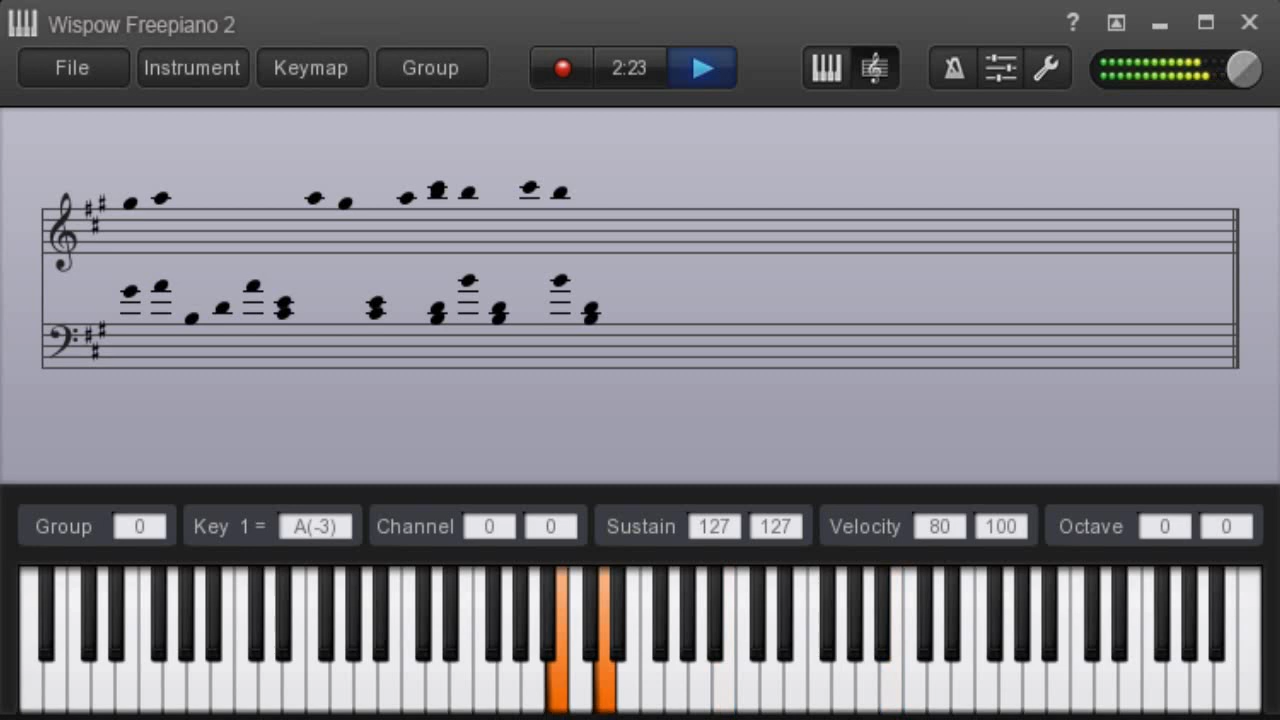 Wispow Freepiano 2
?
File Instrument Keymap Group 2:23
Group 0 Key 1 = A(-3) Channel 0 0 Sustain 127 127 Velocity 80 100 Octave 0 0